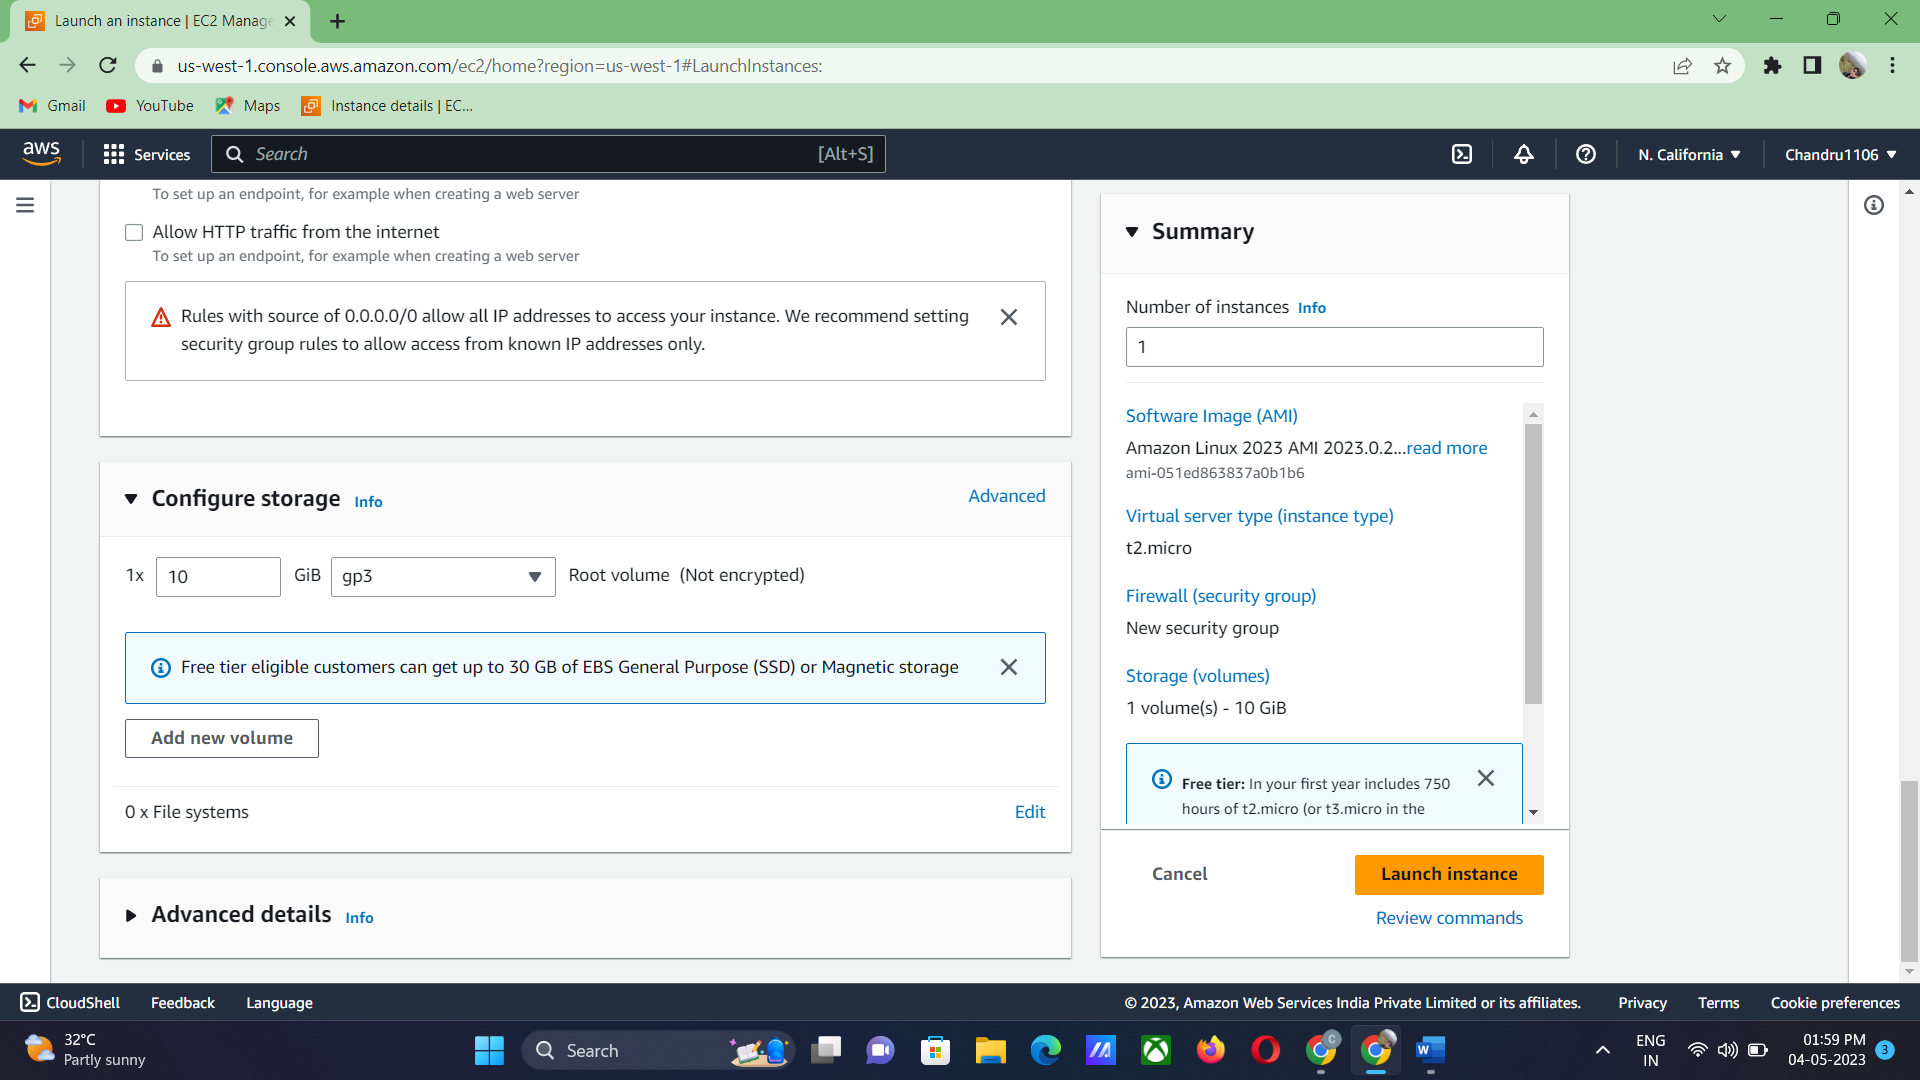 Launch an instance | EC2 Manage
us-west-1.console.aws.amazon.com/ec2/home?region=us-west-1#LaunchInstances:
Gmail
YouTube
Maps
Instance details | EC...
aws
Services
Search
[Alt+S]
N. California
Chandru1106
To set up an endpoint, for example when creating a web server
Allow HTTP traffic from the internet
To set up an endpoint, for example when creating a web server
Rules with source of 0.0.0.0/0 allow all IP addresses to access your instance. We recommend setting
security group rules to allow access from known IP addresses only.
Configure storage Info
Advanced
1x 10 GiB gp3 Root volume (Not encrypted)
Free tier eligible customers can get up to 30 GB of EBS General Purpose (SSD) or Magnetic storage
Add new volume
0 x File systems
Edit
Advanced details Info
Summary
Number of instances Info
1
Software Image (AMI)
Amazon Linux 2023 AMI 2023.0.2...read more
ami-051ed863837a0b1b6
Virtual server type (instance type)
t2.micro
Firewall (security group)
New security group
Storage (volumes)
1 volume(s) - 10 GiB
Free tier: In your first year includes 750
hours of t2.micro (or t3.micro in the
Cancel
Launch instance
Review commands
CloudShell
Feedback
Language
© 2023, Amazon Web Services India Private Limited or its affiliates.
Privacy
Terms
Cookie preferences
32°C
Partly sunny
Search
C
W
ENG
IN
01:59 PM
04-05-2023
3